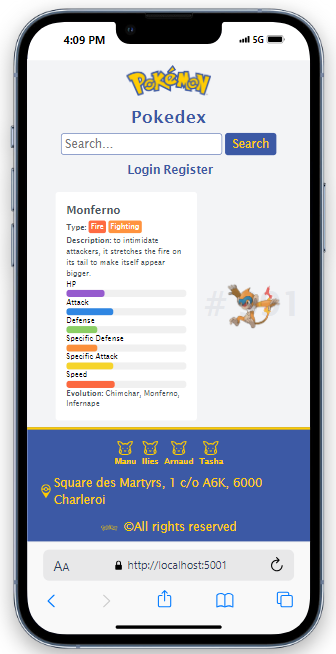 4:09 PM
5G
POKÉMON
Pokedex
Search...
Search
Login Register
Monferno
Type: Fire Fighting
Description: to intimidate
attackers, it stretches the fire on
its tail to make itself appear
bigger.
HP
Attack
Defense
Specific Defense
Specific Attack
Speed
Evolution: Chimchar, Monferno,
Infernape
Manu Ilies Arnaud Tasha
Square des Martyrs, 1 c/o A6K, 6000
Charleroi
©All rights reserved
AA
http://localhost:5001